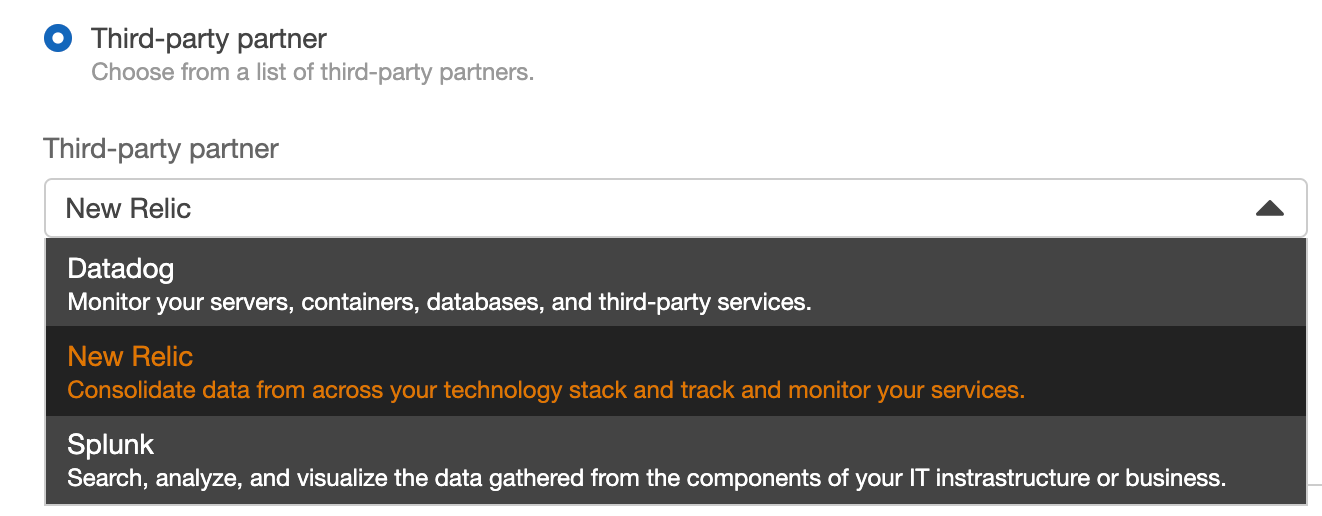 Third-party partner
Choose from a list of third-party partners.
Third-party partner
New Relic
Datadog
Monitor your servers, containers, databases, and third-party services.
New Relic
Consolidate data from across your technology stack and track and monitor your services.
Splunk
Search, analyze, and visualize the data gathered from the components of your IT instrastructure or business.